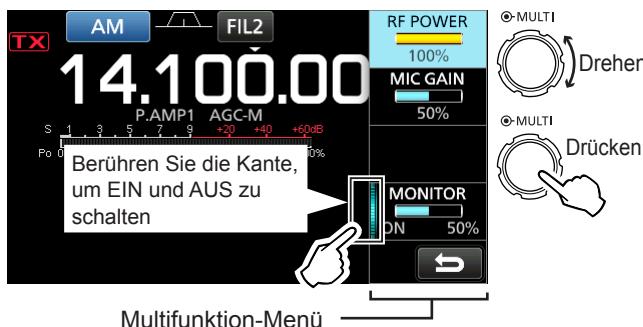 TX
AM
FIL2
14.100.00
P.AMP1 AGC-M
S 1 3 5 7 9 +20 +40 +60dB
Po 0
Berühren Sie die Kante,
um EIN und AUS zu
schalten
RF POWER
100%
MIC GAIN
50%
MONITOR
ON 50%
MULTI
Drehen
MULTI
Drücken
Multifunktion-Menü